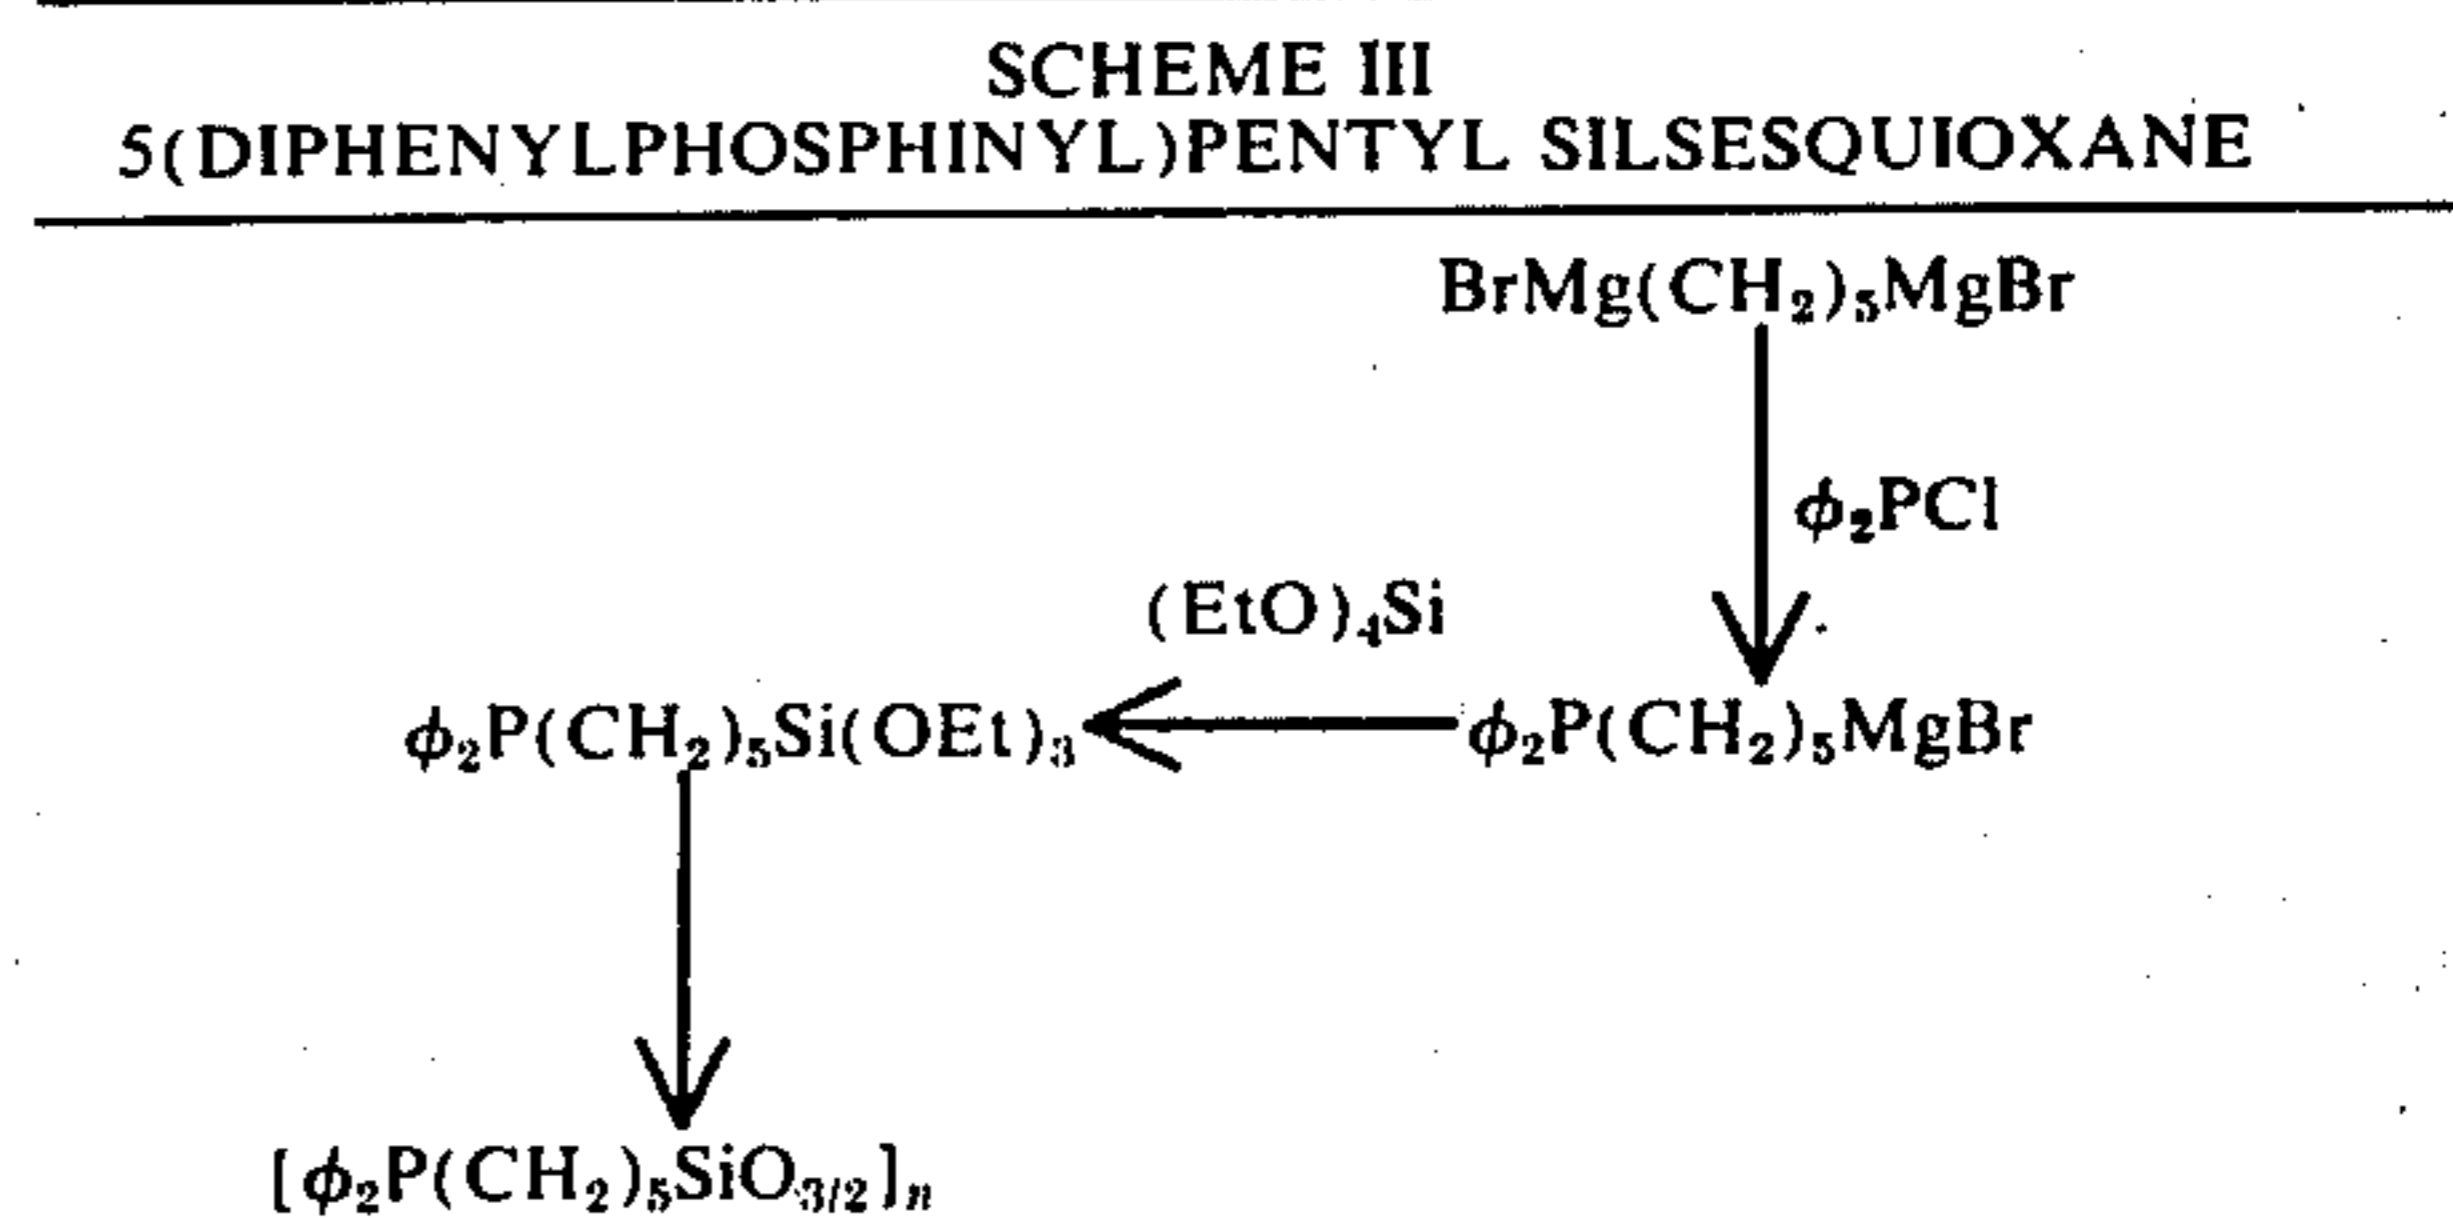 SCHEME III
5(DIPHENYLPHOSPHINYL)PENTYL SILSESQUIOXANE
BrMg(CH₂)₅MgBr
ϕ₂PCl
(EtO)₄Si
ϕ₂P(CH₂)₅Si(OEt)₃
ϕ₂P(CH₂)₅MgBr
[ϕ₂P(CH₂)₅SiO₃/₂]ₙ